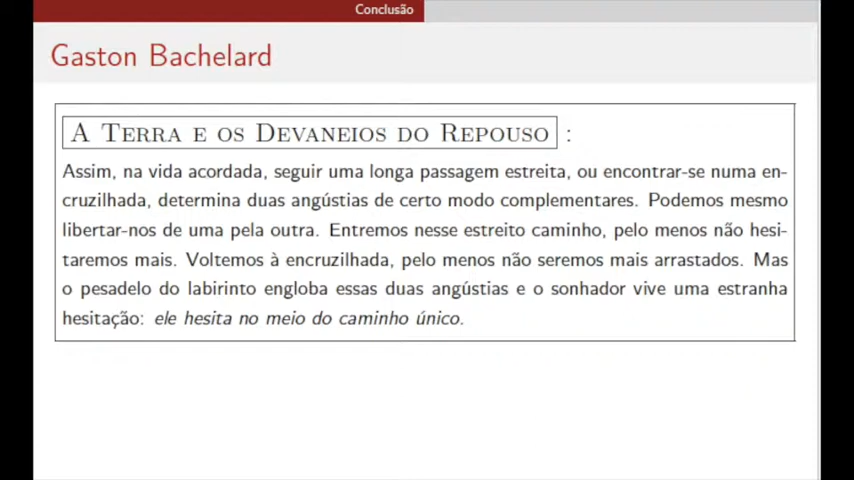 Conclusão
Gaston Bachelard
A Terra e os Devaneios do Repouso :
Assim, na vida acordada, seguir uma longa passagem estreita, ou encontrar-se numa en-
cruzilhada, determina duas angústias de certo modo complementares. Podemos mesmo
libertar-nos de uma pela outra. Entremos nesse estreito caminho, pelo menos não hesi-
taremos mais. Voltemos à encruzilhada, pelo menos não seremos mais arrastados. Mas
o pesadelo do labirinto engloba essas duas angústias e o sonhador vive uma estranha
hesitação: ele hesita no meio do caminho único.